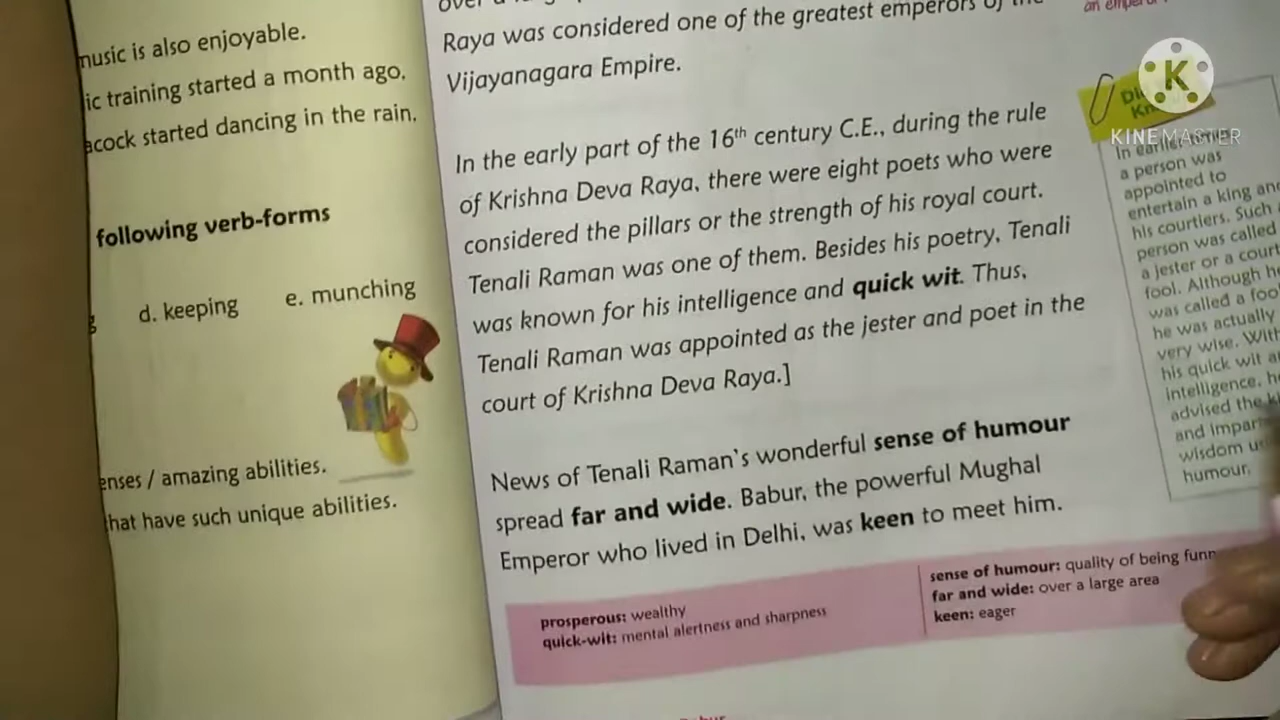 music is also enjoyable.
ic training started a month ago.
acock started dancing in the rain.
following verb-forms
d. keeping e. munching
enses / amazing abilities.
that have such unique abilities.
Raya was considered one of the greatest emperors of the
Vijayanagara Empire.
In the early part of the 16th century C.E., during the rule
of Krishna Deva Raya, there were eight poets who were
considered the pillars or the strength of his royal court.
Tenali Raman was one of them. Besides his poetry, Tenali
was known for his intelligence and quick wit. Thus,
Tenali Raman was appointed as the jester and poet in the
court of Krishna Deva Raya.]
News of Tenali Raman's wonderful sense of humour
spread far and wide. Babur, the powerful Mughal
Emperor who lived in Delhi, was keen to meet him.
prosperous: wealthy
quick-wit: mental alertness and sharpness
sense of humour: quality of being funn
far and wide: over a large area
keen: eager
an emper
K
KINEMASTER
In earlier
a person was
appointed to
entertain a king and
his courtiers. Such
person was called
a jester or a court
fool. Although he
was called a foo
he was actually
very wise. With
his quick wit a
intelligence, he
advised the k
and impart
wisdom u
humour.
Babur